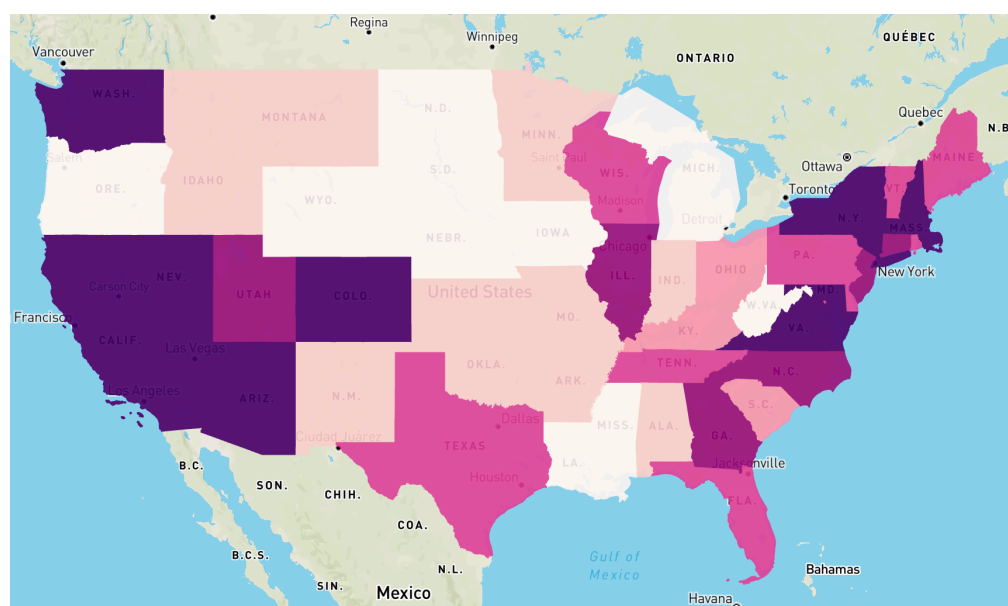 Regina
Winnipeg
QUÉBEC
Vancouver
ONTARIO
Quebec
WASH.
N.D.
MONTANA
MINN.
N.B
Ottawa
Salem
Saint Paul
MAINE
WIS.
MICH.
S.D.
VT.
IDAHO
Toronto
ORE.
WYO.
Madison
Detroit
N.Y.
MASS
IOWA
NEBR.
Chicago
OHIO
PA.
NEV
New York
UTAH
COLO.
ILL.
IND.
Carson City
United States
MD.
W.VA.
Francisco
MO.
VA.
CALIF.
KY.
Las Vegas
TENN.
N.C.
OKLA.
Los Angeles
ARIZ.
N.M.
ARK.
S.C.
Dallas
MISS.
ALA.
Ciudad Juárez
GA.
TEXAS
B.C.
LA.
Jacksonville
Houston
SON.
CHIH.
FLA.
COA.
B.C.S.
Gulf of
Mexico
N.L.
Bahamas
SIN.
Mexico
Havana